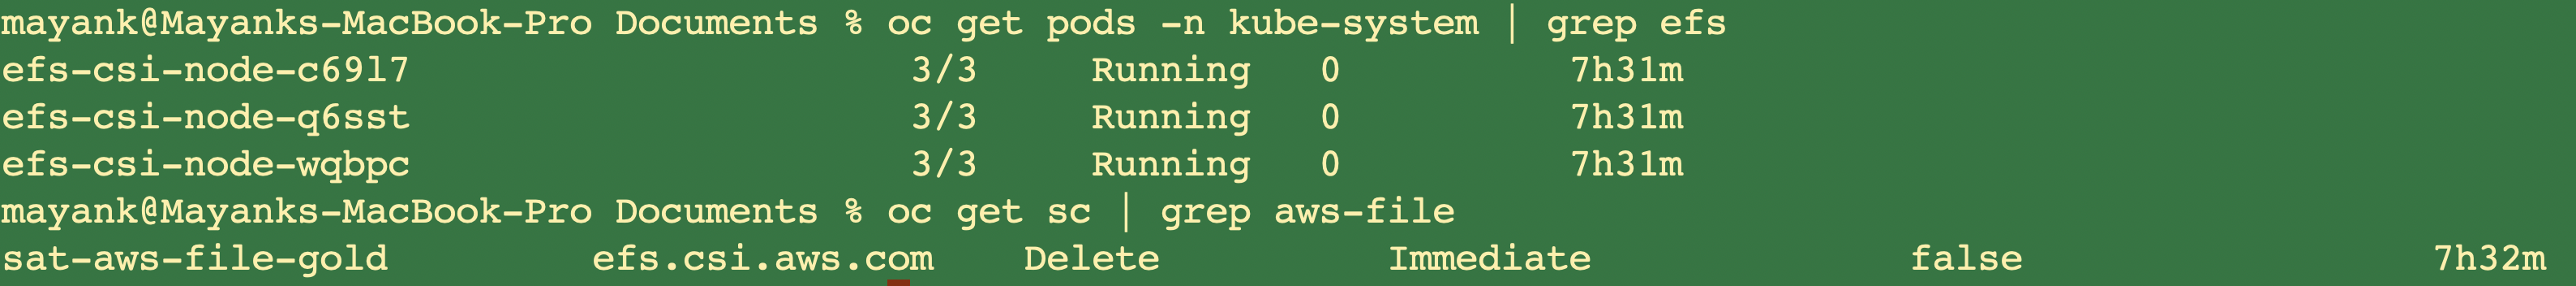 mayank@Mayanks-MacBook-Pro Documents % oc get pods -n kube-system | grep efs
efs-csi-node-c69l7 3/3 Running 0 7h31m
efs-csi-node-q6sst 3/3 Running 0 7h31m
efs-csi-node-wqbpc 3/3 Running 0 7h31m
mayank@Mayanks-MacBook-Pro Documents % oc get sc | grep aws-file
sat-aws-file-gold efs.csi.aws.com Delete Immediate false 7h32m